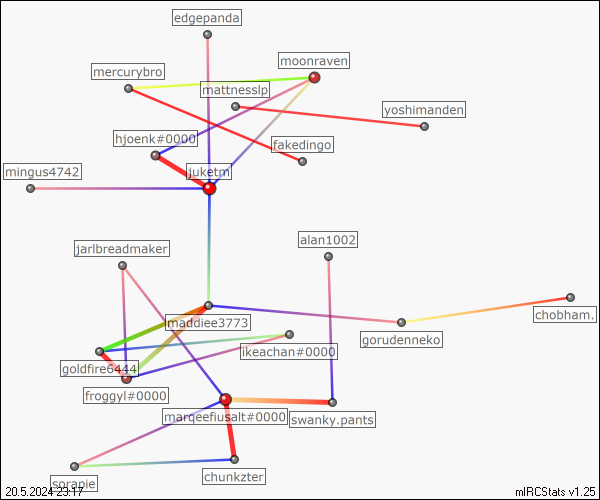 edgepanda
moonraven
mercurybro
mattnesslp
yoshimanden
hjoenk#0000
fakedingo
mingus4742
juketm
alan1002
jarlbreadmaker
chobham.
maddiee3773
gorudenneko
ikeachan#0000
goldfire6444
froggyl#0000
marqeefiusalt#0000
swanky.pants
chunkzter
sorapie
20.5.2024 23:17
mIRCStats v1.25